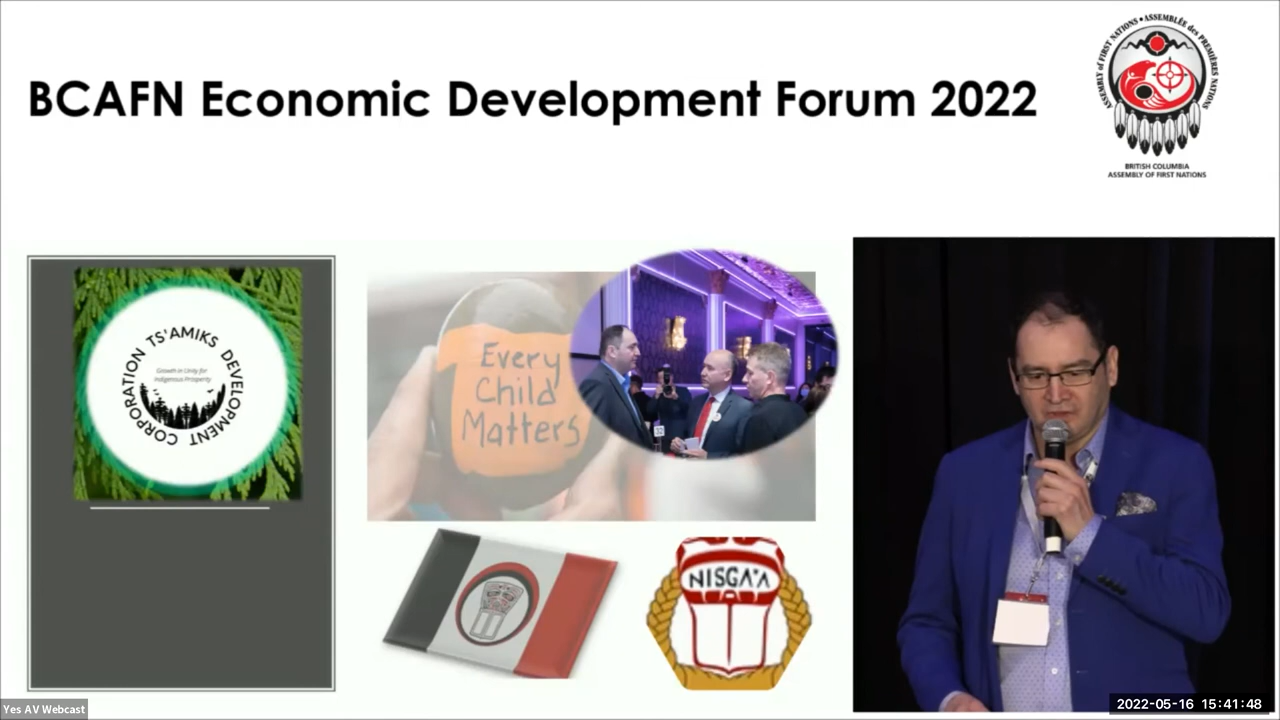 BCAFN Economic Development Forum 2022
ASSEMBLY of FIRST NATIONS • ASSEMBLÉE des PREMIÈRES NATIONS
BRITISH COLUMBIA
ASSEMBLY OF FIRST NATIONS
TS'AMIKS DEVELOPMENT CORPORATION
Growth in Unity for
Indigenous Prosperity
Every
Child
Matters
NISGA'A
Yes AV Webcast
2022-05-16 15:41:48